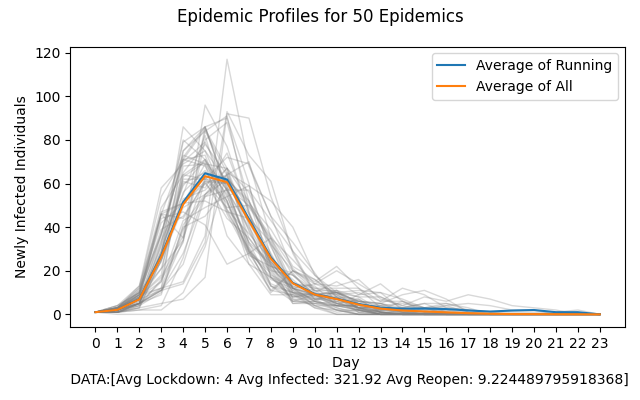 Epidemic Profiles for 50 Epidemics
120
100
80
60
40
20
0
Newly Infected Individuals
Average of Running
Average of All
0 1 2 3 4 5 6 7 8 9 10 11 12 13 14 15 16 17 18 19 20 21 22 23
Day
DATA:[Avg Lockdown: 4 Avg Infected: 321.92 Avg Reopen: 9.224489795918368]